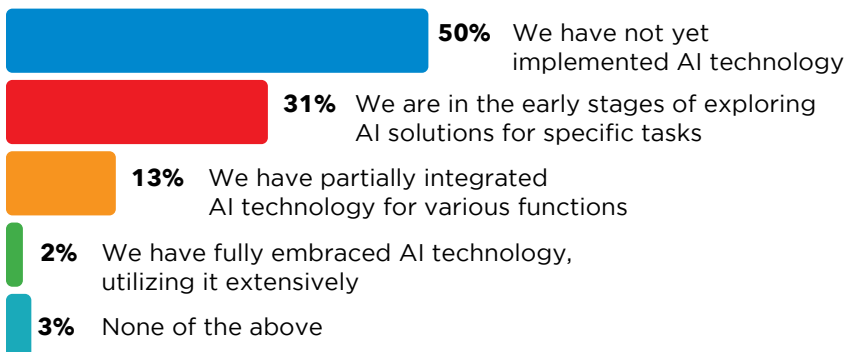 50% We have not yet
implemented AI technology
31% We are in the early stages of exploring
AI solutions for specific tasks
13% We have partially integrated
AI technology for various functions
2% We have fully embraced AI technology,
utilizing it extensively
3% None of the above